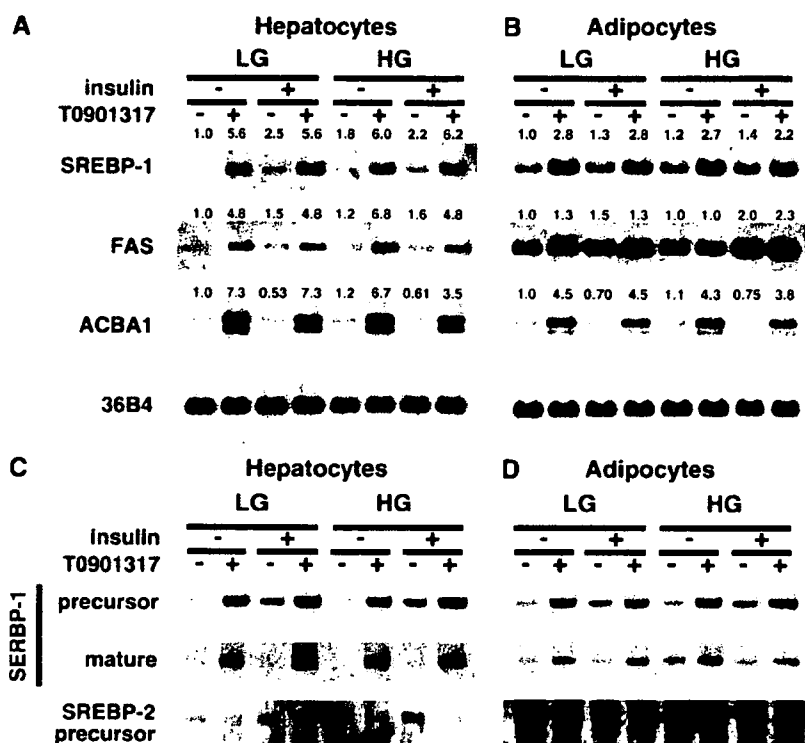 A Hepatocytes B Adipocytes
LG HG LG HG
insulin - + - + - + - +
T0901317 - + - + - + - + - + - + - + - +
1.0 5.6 2.5 5.6 1.8 6.0 2.2 6.2 1.0 2.8 1.3 2.8 1.2 2.7 1.4 2.2
SREBP-1
1.0 4.8 1.5 4.8 1.2 6.8 1.6 4.8 1.0 1.3 1.5 1.3 1.0 1.0 2.0 2.3
FAS
1.0 7.3 0.53 7.3 1.2 6.7 0.61 3.5 1.0 4.5 0.70 4.5 1.1 4.3 0.75 3.8
ACBA1
36B4
C Hepatocytes D Adipocytes
LG HG LG HG
insulin - + - + - + - +
T0901317 - + - + - + - + - + - + - + - +
SERBP-1
precursor
mature
SREBP-2
precursor